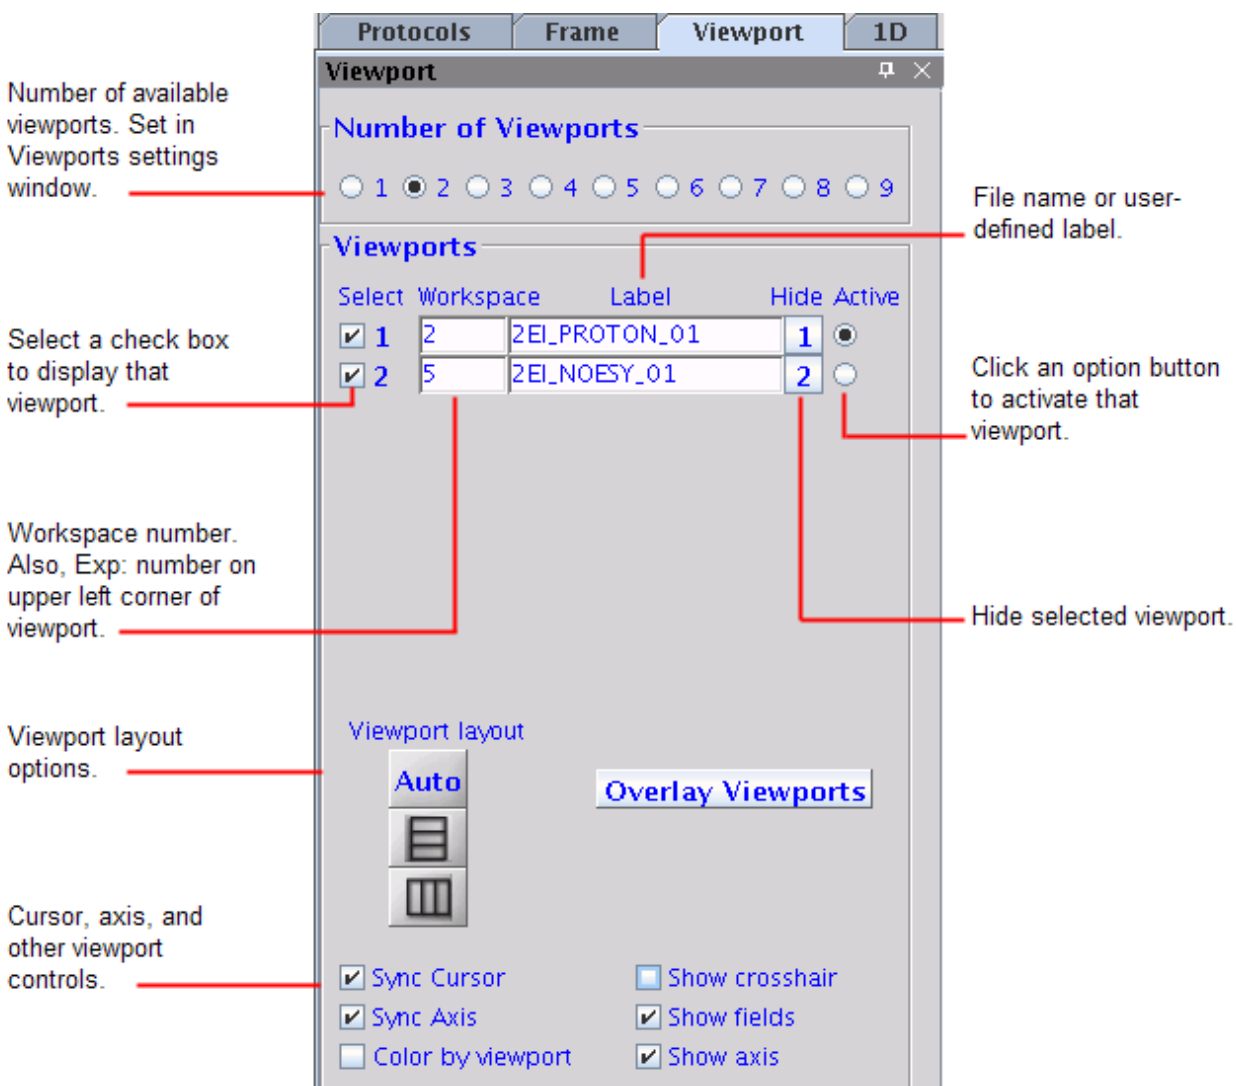 Protocols Frame Viewport 1D
Viewport
Number of available
viewports. Set in
Viewports settings
window.
Number of Viewports
1 2 3 4 5 6 7 8 9
File name or user-
defined label.
Viewports
Select Workspace Label Hide Active
1 2 2EI_PROTON_01 1
2 5 2EI_NOESY_01 2
Select a check box
to display that
viewport.
Click an option button
to activate that
viewport.
Workspace number.
Also, Exp: number on
upper left corner of
viewport.
Hide selected viewport.
Viewport layout
options.
Viewport layout
Auto
Overlay Viewports
Cursor, axis, and
other viewport
controls.
Sync Cursor Show crosshair
Sync Axis Show fields
Color by viewport Show axis